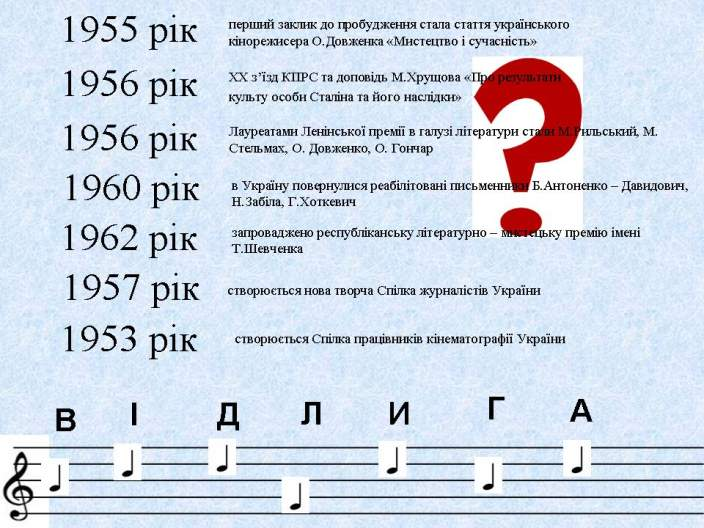 1955 рік
перший заклик до пробудження стала стаття українського
кінорежисера О.Довженка «Мистецтво і сучасність»
1956 рік
ХХ з’їзд КПРС та доповідь М.Хрущова «Про результати
культу особи Сталіна та його наслідки»
1956 рік
Лауреатами Ленінської премії в галузі літератури стали М.Рильський, М.
Стельмах, О. Довженко, О. Гончар
1960 рік
в Україну повернулися реабілітовані письменники Б.Антоненко – Давидович,
Н.Забіла, Г.Хоткевич
1962 рік
запроваджено республіканську літературно – мистецьку премію імені
Т.Шевченка
1957 рік
створюється нова творча Спілка журналістів України
1953 рік
створюється Спілка працівників кінематографії України
?
В І Д Л И Г А